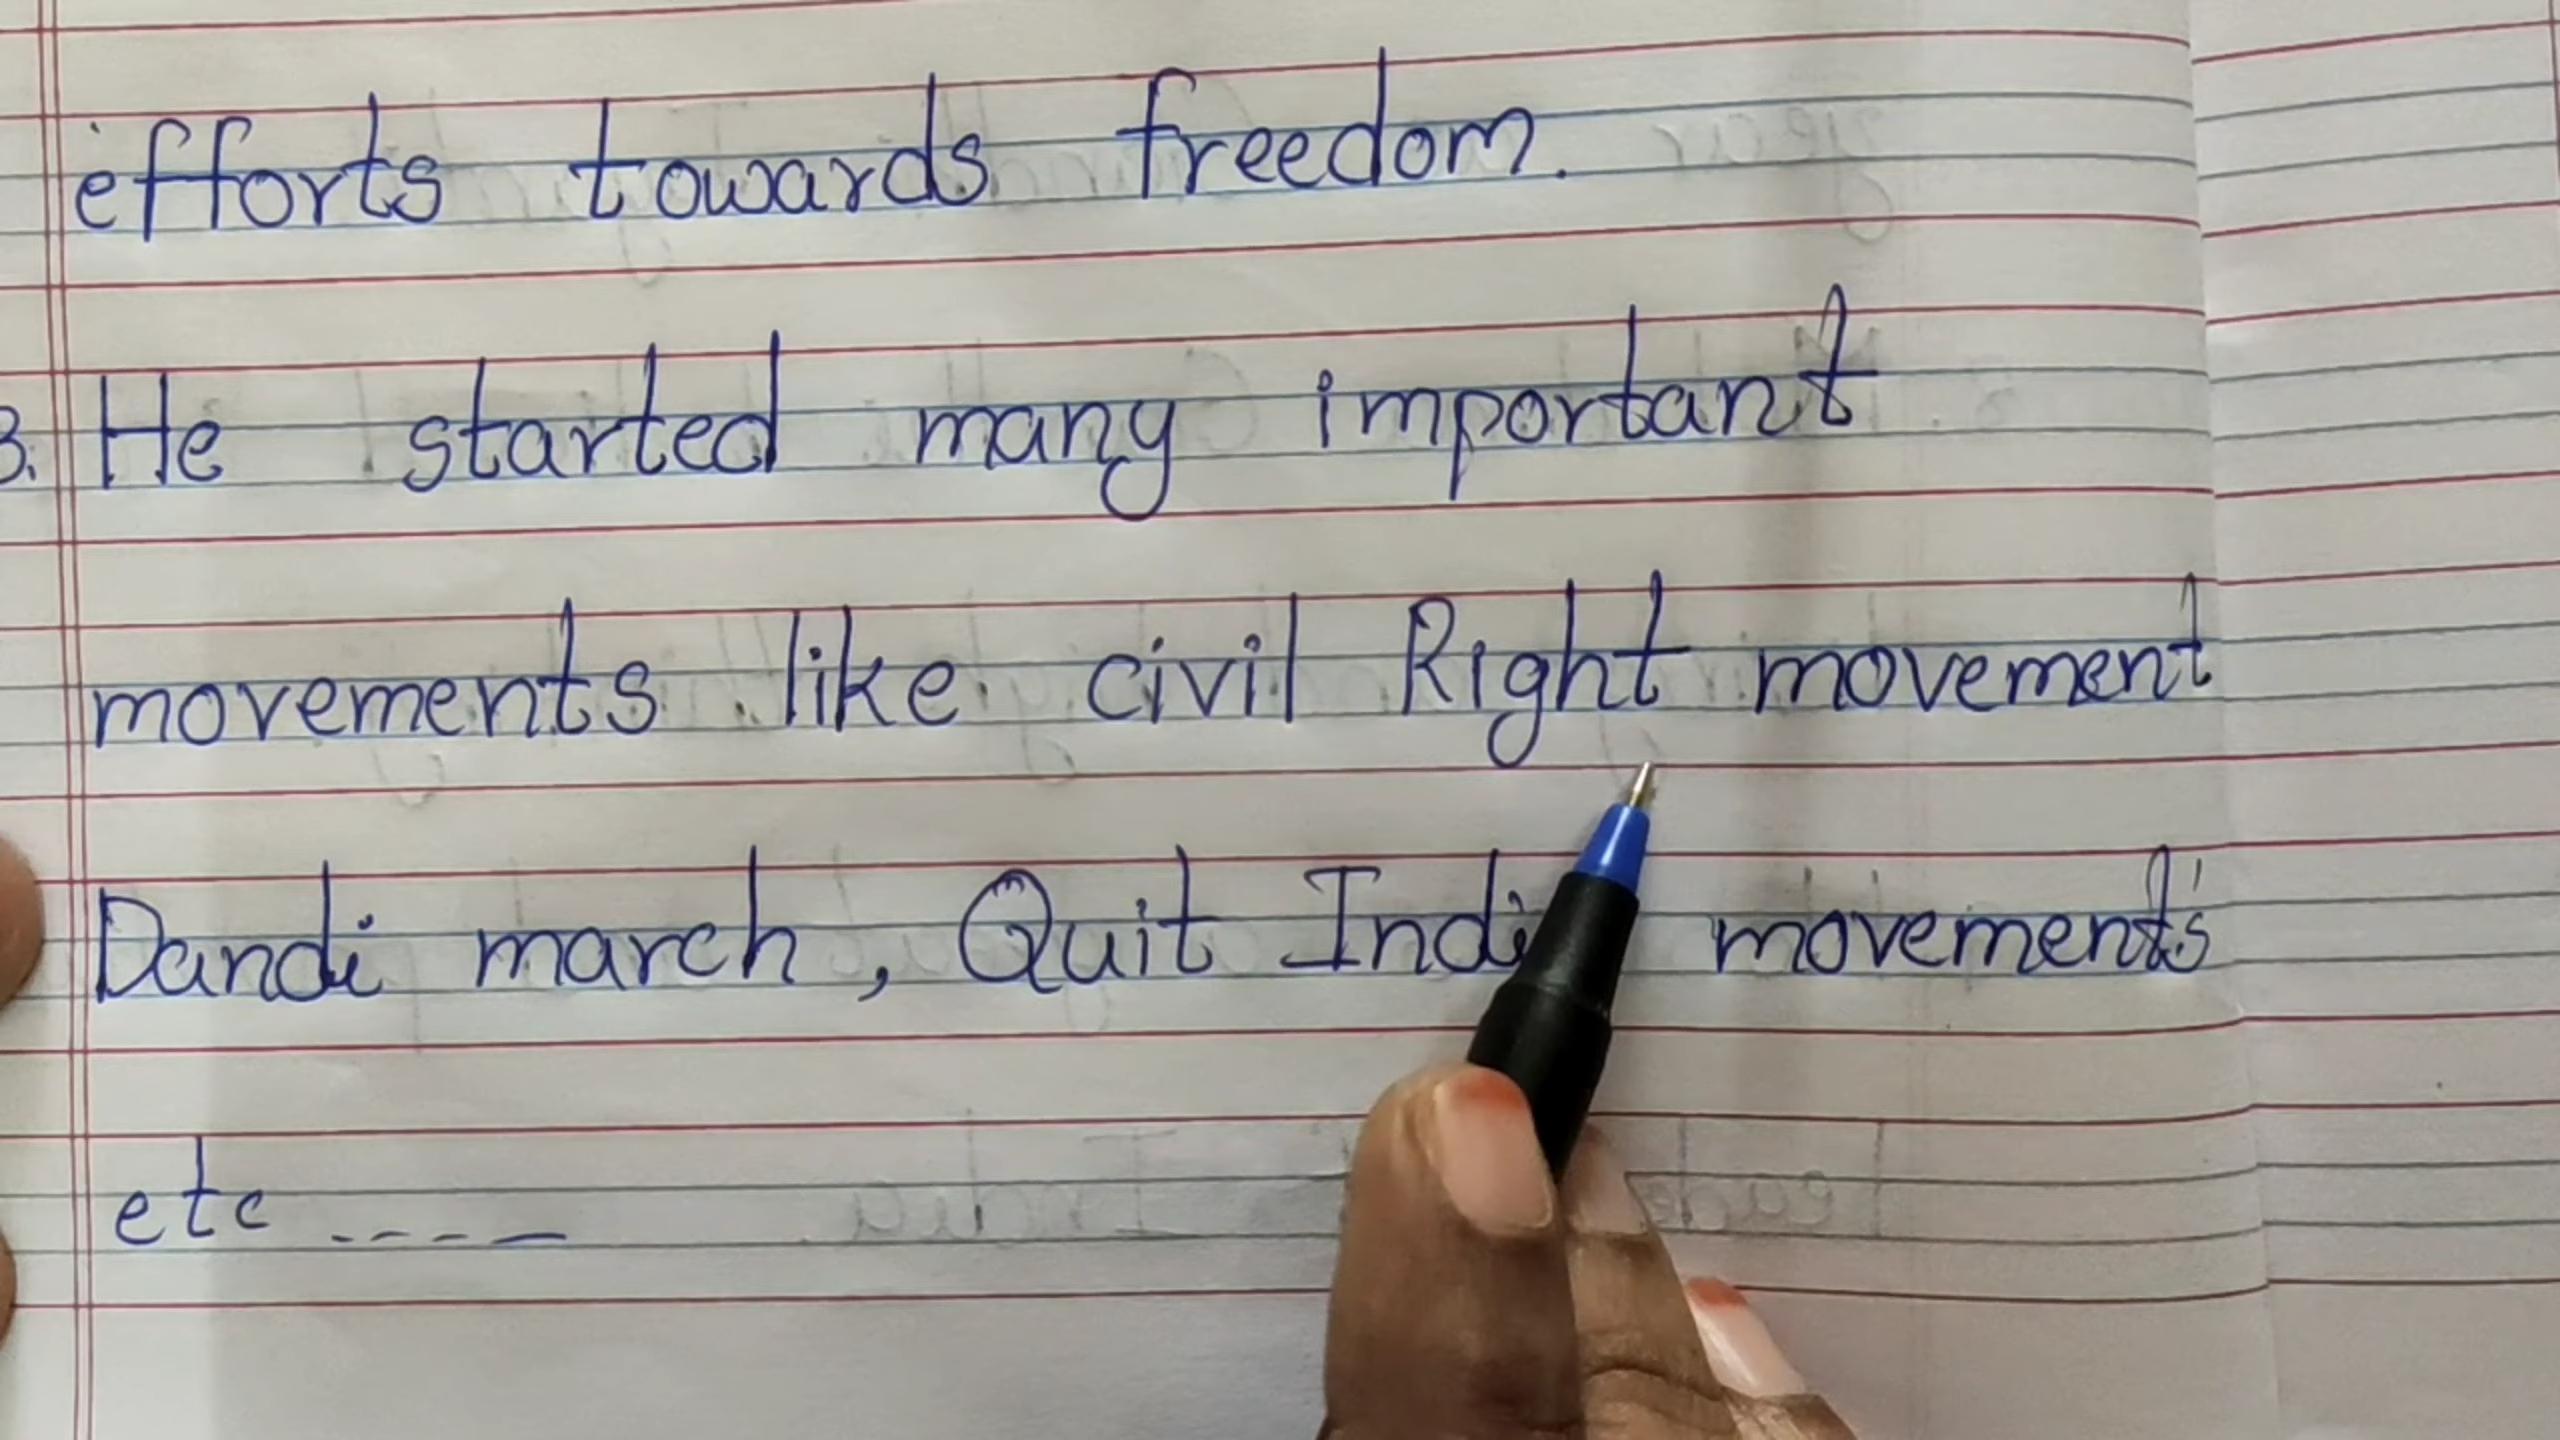 efforts towards freedom.
3. He started many important
movements like civil Right movement
Dandi march, Quit Indi movements
etc ----